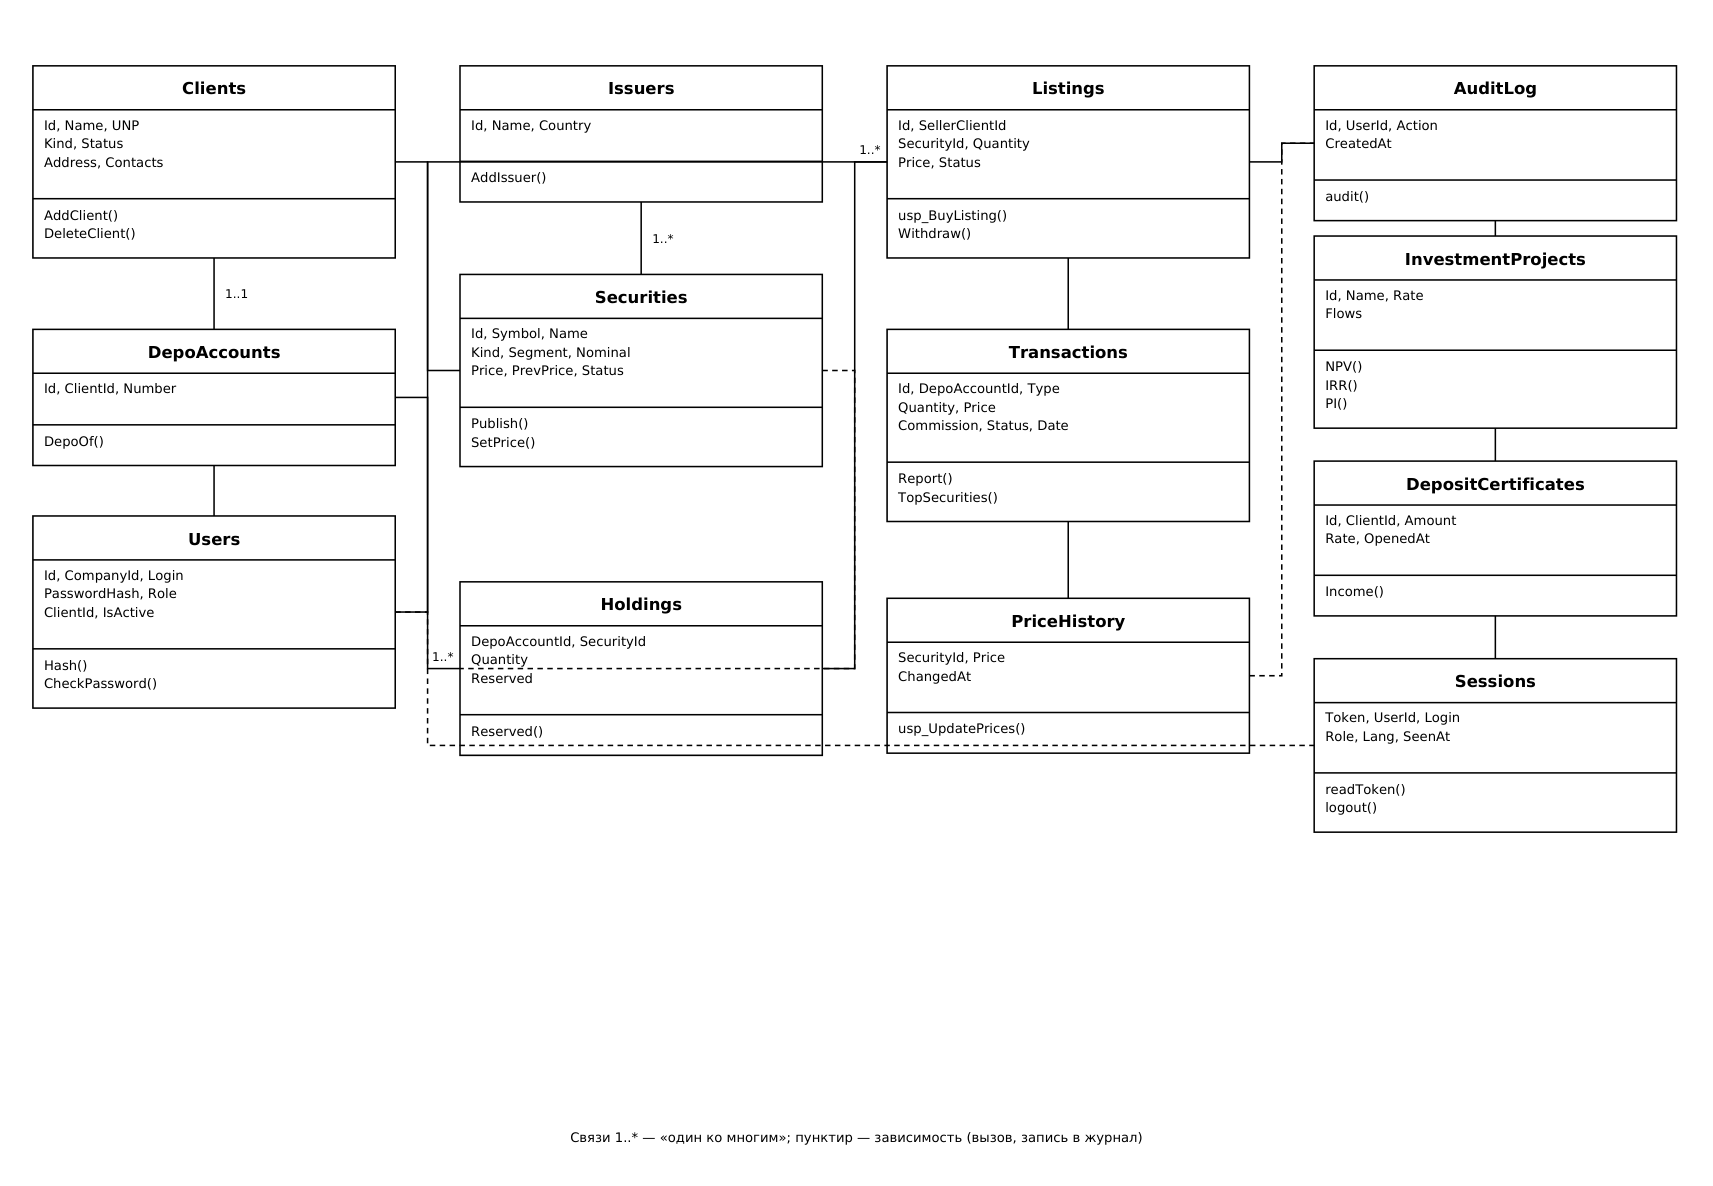 Clients
Id, Name, UNP
Kind, Status
Address, Contacts
AddClient()
DeleteClient()
1..1
DepoAccounts
Id, ClientId, Number
DepoOf()
Users
Id, CompanyId, Login
PasswordHash, Role
ClientId, IsActive
Hash()
CheckPassword()
Issuers
Id, Name, Country
AddIssuer()
1..*
Securities
Id, Symbol, Name
Kind, Segment, Nominal
Price, PrevPrice, Status
Publish()
SetPrice()
1..*
Holdings
DepoAccountId, SecurityId
Quantity
Reserved
Reserved()
1..*
Listings
Id, SellerClientId
SecurityId, Quantity
Price, Status
usp_BuyListing()
Withdraw()
Transactions
Id, DepoAccountId, Type
Quantity, Price
Commission, Status, Date
Report()
TopSecurities()
PriceHistory
SecurityId, Price
ChangedAt
usp_UpdatePrices()
AuditLog
Id, UserId, Action
CreatedAt
audit()
InvestmentProjects
Id, Name, Rate
Flows
NPV()
IRR()
PI()
DepositCertificates
Id, ClientId, Amount
Rate, OpenedAt
Income()
Sessions
Token, UserId, Login
Role, Lang, SeenAt
readToken()
logout()
Связи 1..* — «один ко многим»; пунктир — зависимость (вызов, запись в журнал)